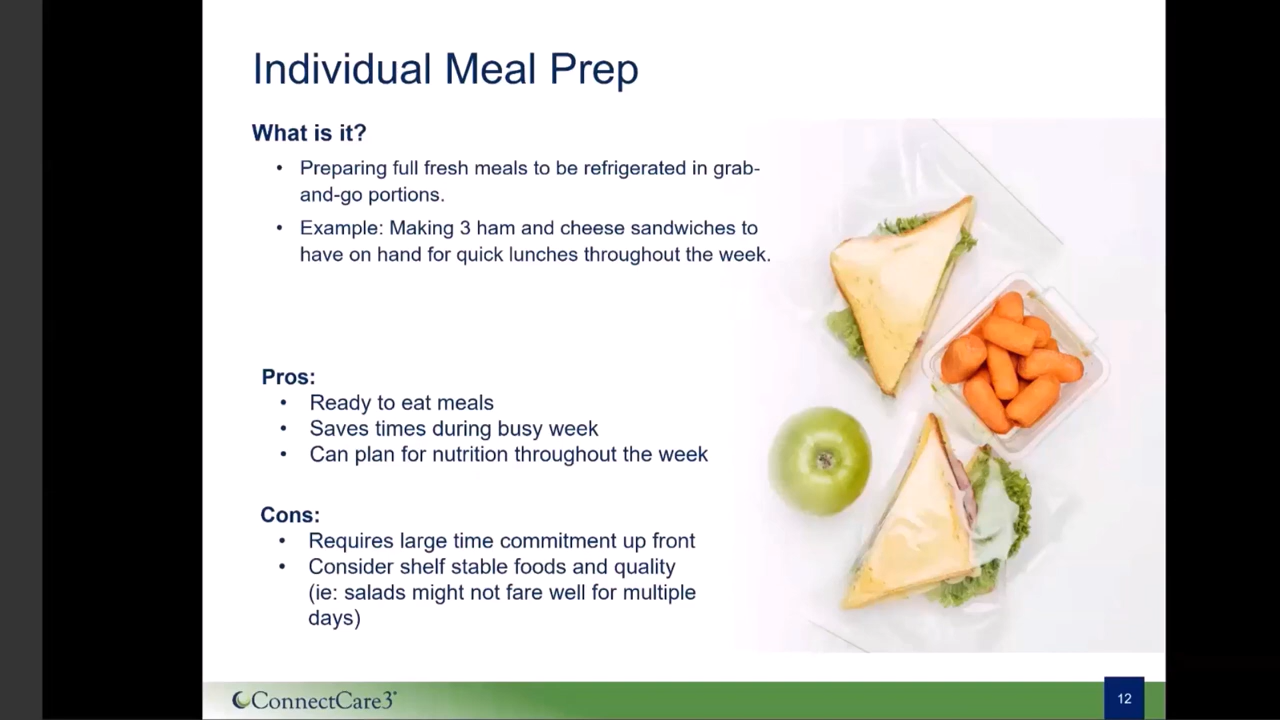 Individual Meal Prep
What is it?
• Preparing full fresh meals to be refrigerated in grab-
and-go portions.
• Example: Making 3 ham and cheese sandwiches to
have on hand for quick lunches throughout the week.
Pros:
• Ready to eat meals
• Saves times during busy week
• Can plan for nutrition throughout the week
Cons:
• Requires large time commitment up front
• Consider shelf stable foods and quality
(ie: salads might not fare well for multiple
days)
ConnectCare3
12